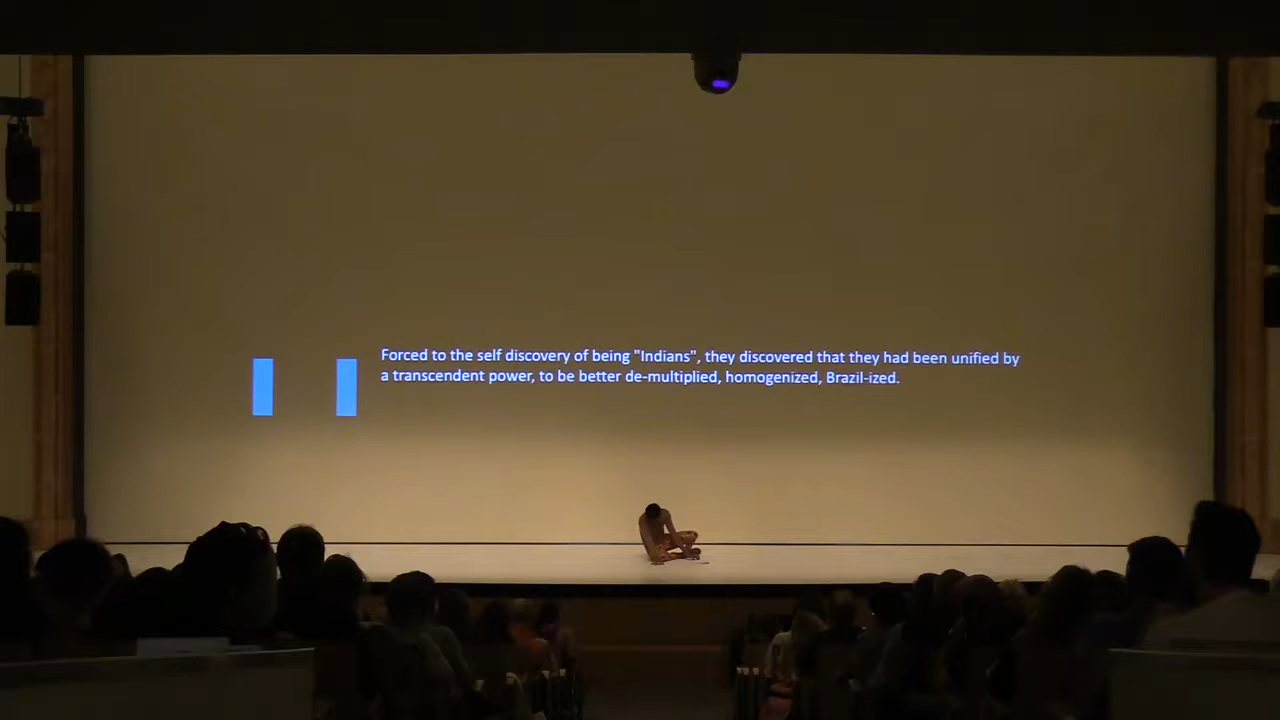 Forced to the self discovery of being "Indians", they discovered that they had been unified by
a transcendent power, to be better de-multiplied, homogenized, Brazil-ized.